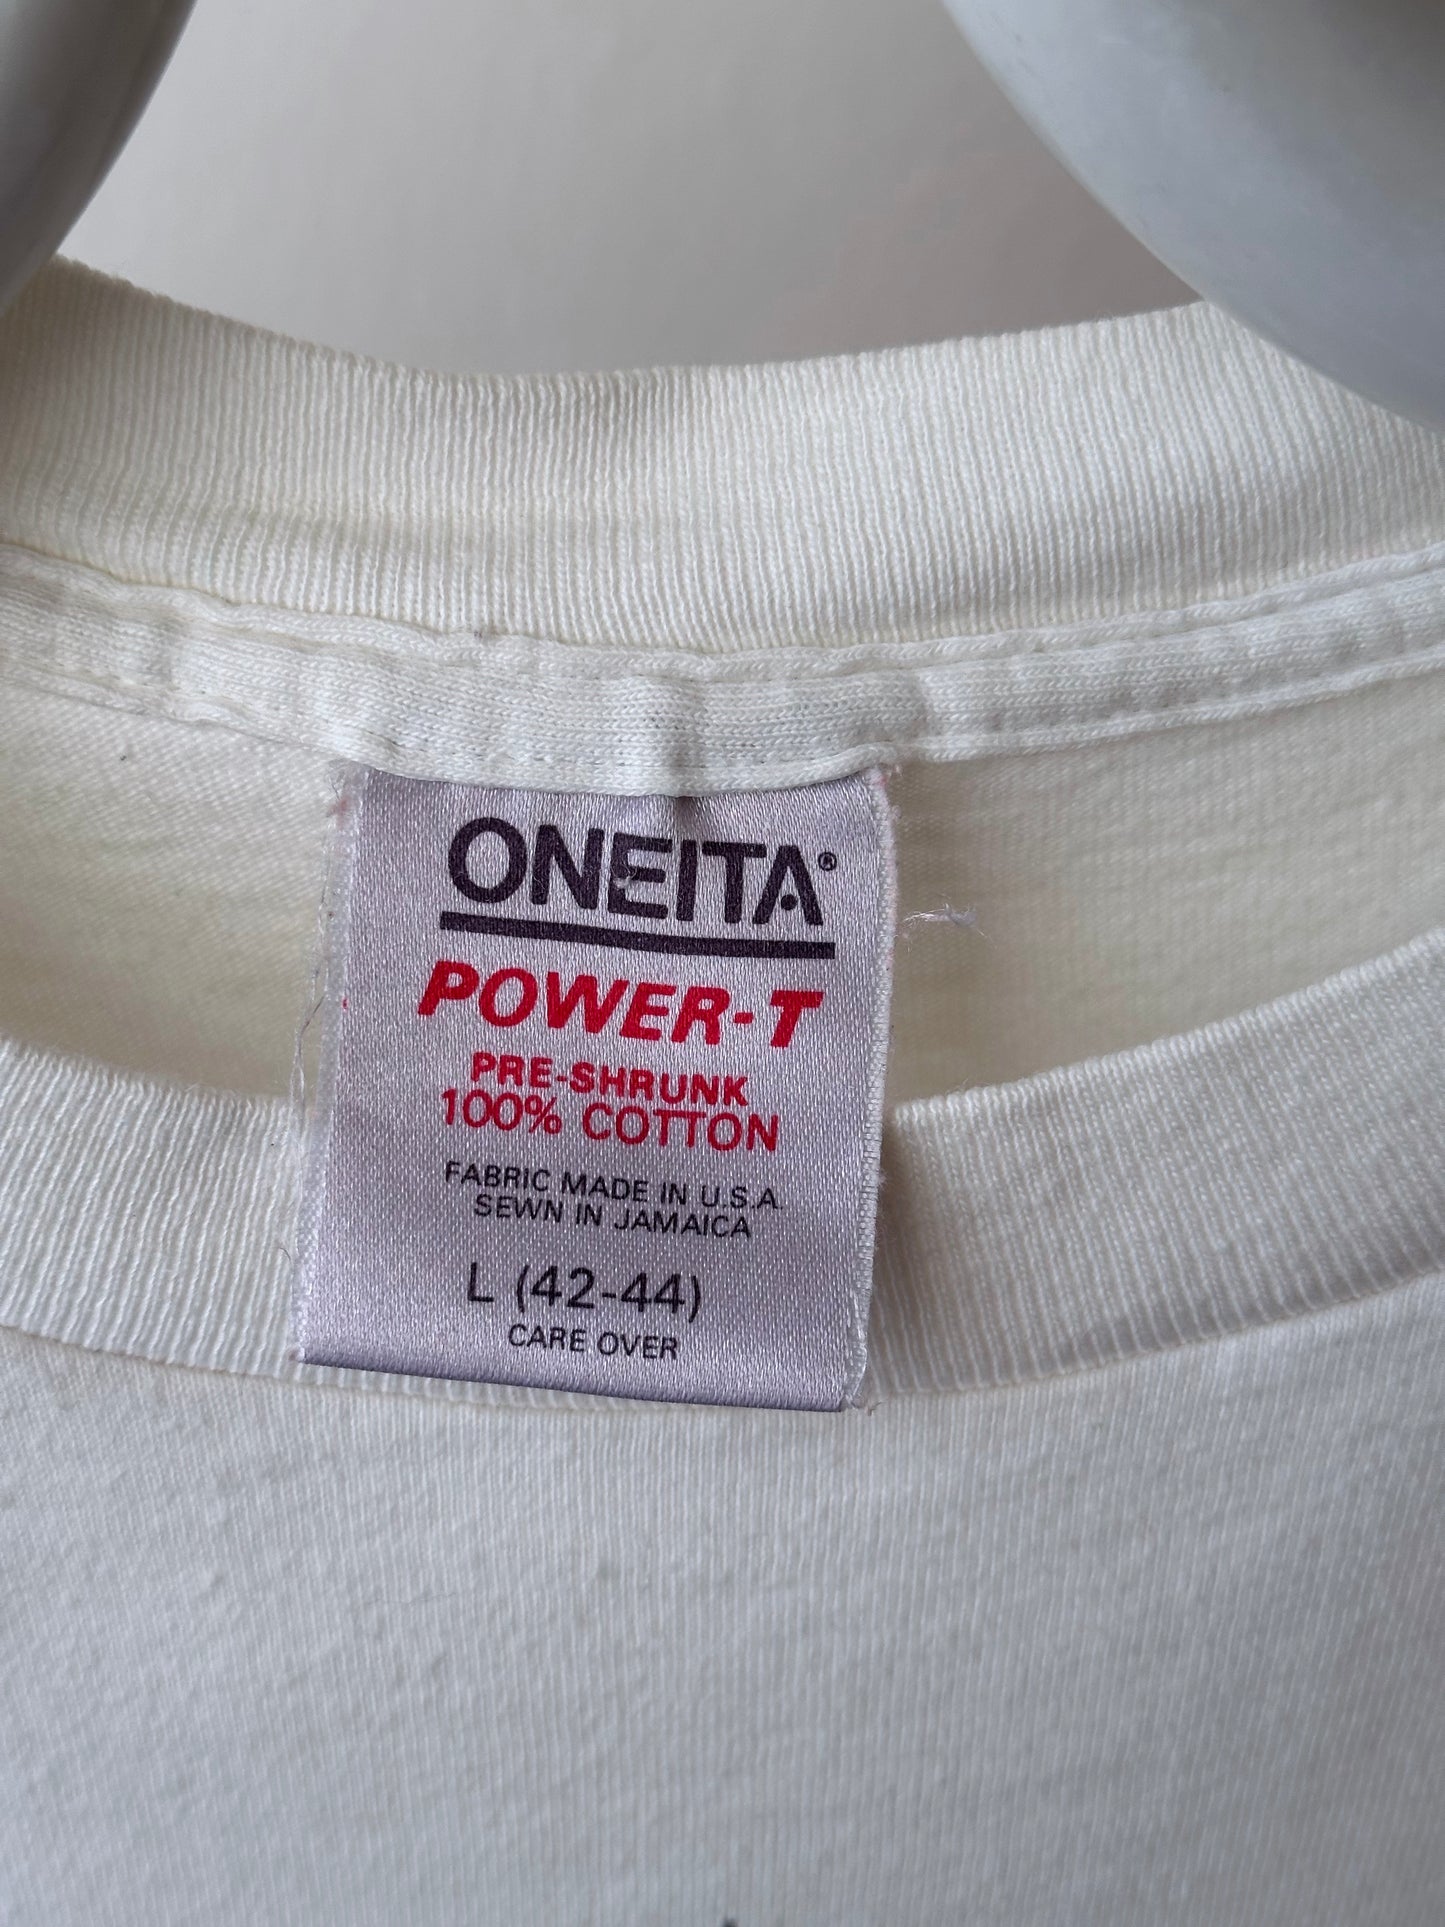 ONEITA®
POWER-T
PRE-SHRUNK
100% COTTON
FABRIC MADE IN U.S.A.
SEWN IN JAMAICA
L (42-44)
CARE OVER